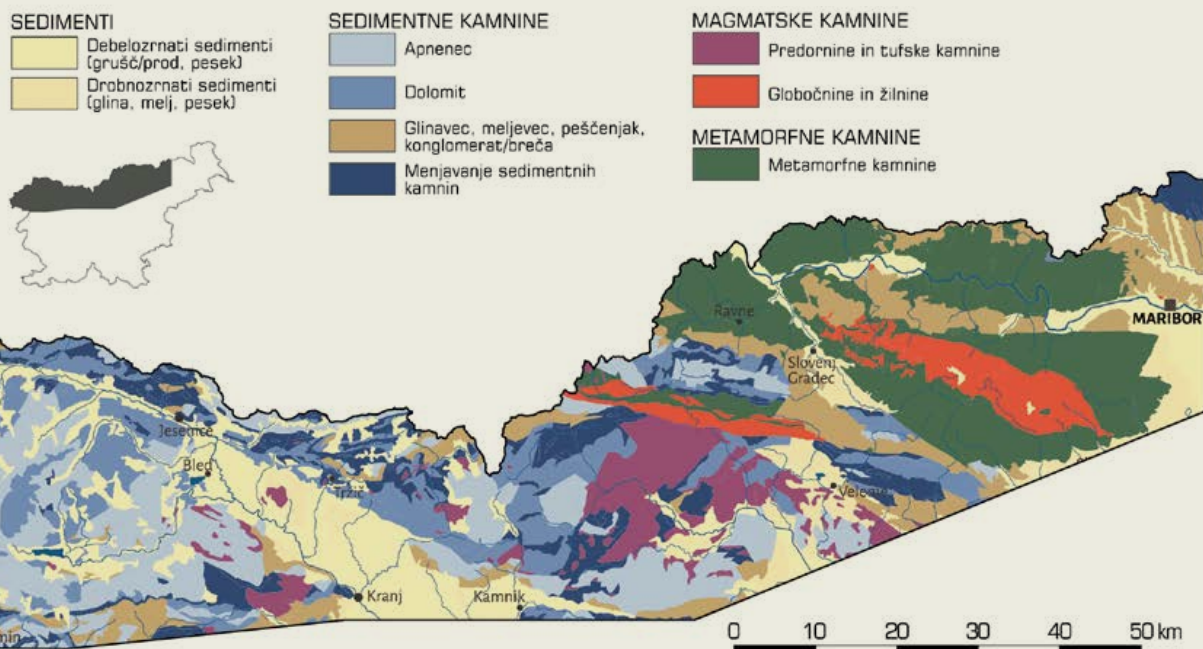 SEDIMENTI
Debelozrnati sedimenti
(grušč/prod, pesek)
Drobnozrnati sedimenti
(glina, melj, pesek)
SEDIMENTNE KAMNINE
Apnenec
Dolomit
Glinavec, meljevec, peščenjak,
konglomerat/breča
Menjavanje sedimentnih
kamnin
MAGMATSKE KAMNINE
Predornine in tufske kamnine
Globočnine in žilnine
METAMORFNE KAMNINE
Metamorfne kamnine
Ravne
MARIBOR
Slovenj
Gradec
Jesenice
Bled
Tržič
Velenje
Kranj
Kamnik
0 10 20 30 40 50 km